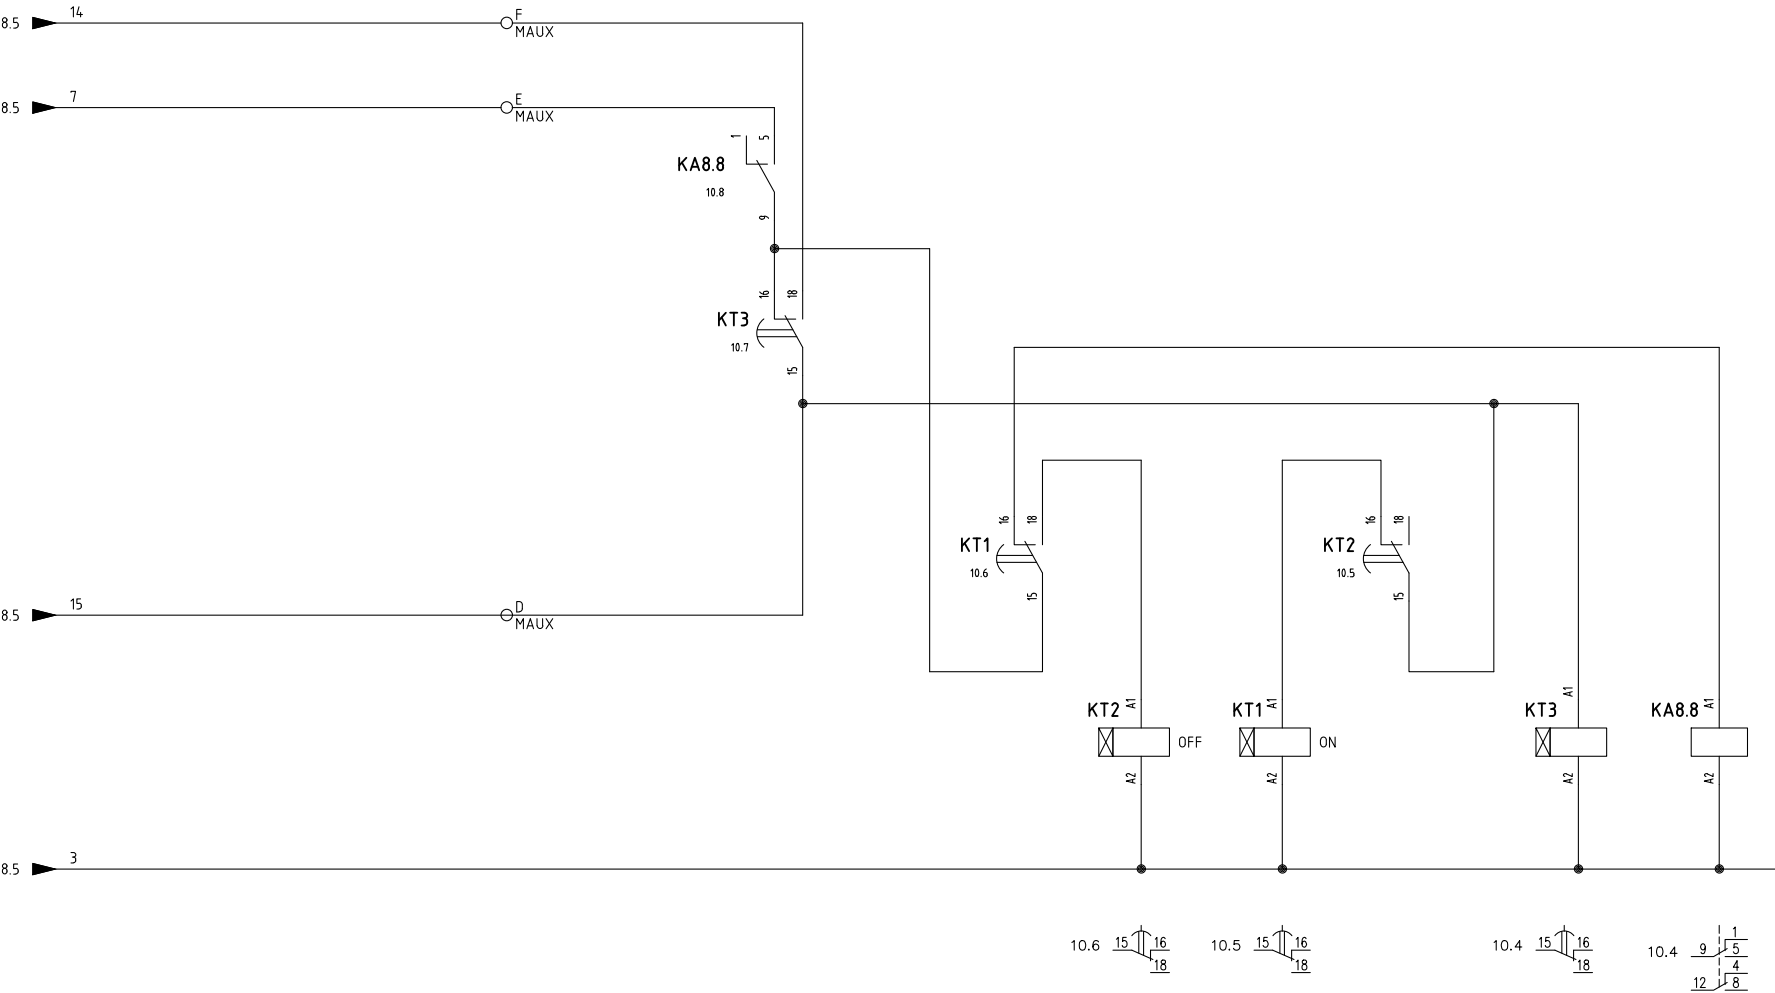 14
8.5
F
MAUX
7
8.5
E
MAUX
1
5
KA8.8
10.8
9
16
18
KT3
10.7
15
16
18
KT1
10.6
15
16
18
KT2
10.5
15
15
8.5
D
MAUX
A1
KT2
OFF
A2
A1
KT1
ON
A2
A1
KT3
A2
A1
KA8.8
A2
3
8.5
10.6 15 16
18
10.5 15 16
18
10.4 15 16
18
1
10.4 9 5
4
12 8